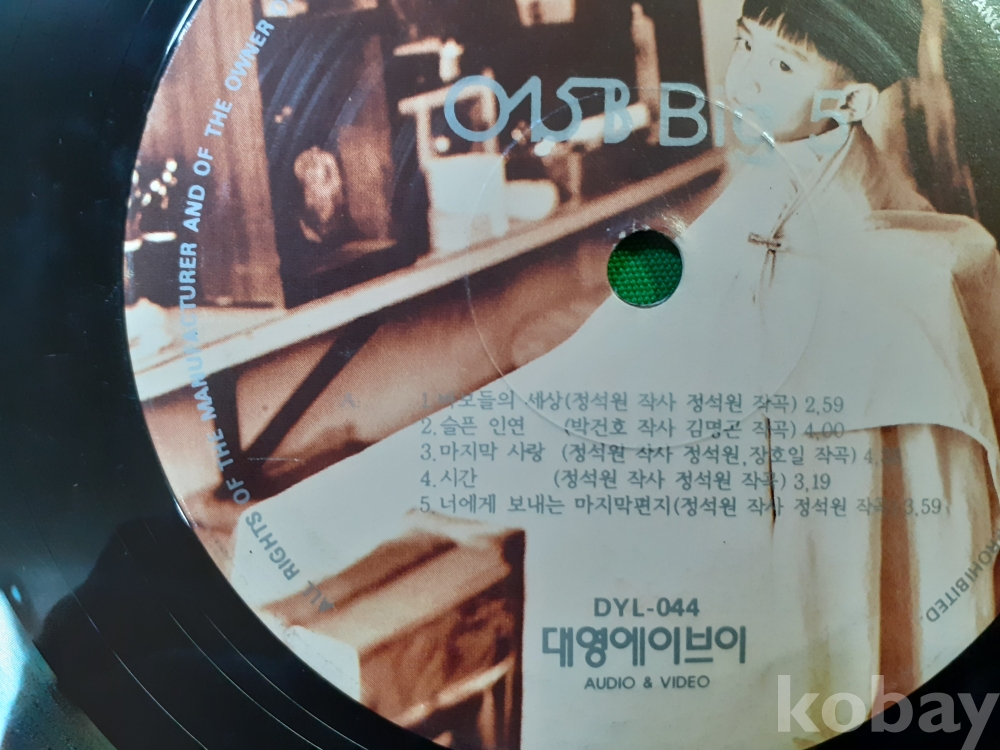 015B Big 5
1. 바보들의 세상(정석원 작사 정석원 작곡) 2,59
2. 슬픈 인연 (박건호 작사 김명곤 작곡) 4,00
3. 마지막 사랑 (정석원 작사 정석원,장호일 작곡)
4. 시간 (정석원 작사 정석원 작곡) 3,19
5. 너에게 보내는 마지막편지(정석원 작사 정석원 작곡) 3,59
DYL-044
대영에이브이
AUDIO & VIDEO
ALL RIGHTS OF THE MANUFACTURER AND OF THE OWNER
PROHIBITED.
kobay